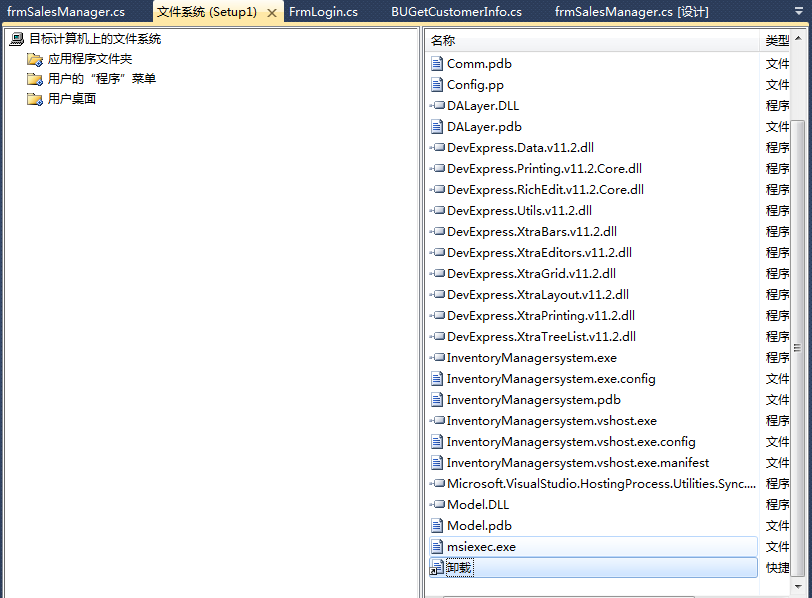 frmSalesManager.cs 文件系统 (Setup1) FrmLogin.cs BUGetCustomerInfo.cs frmSalesManager.cs [设计]
目标计算机上的文件系统
应用程序文件夹
用户的“程序”菜单
用户桌面
名称 类型
Comm.pdb 文件
Config.pp 文件
DALayer.DLL 程序
DALayer.pdb 文件
DevExpress.Data.v11.2.dll 程序
DevExpress.Printing.v11.2.Core.dll 程序
DevExpress.RichEdit.v11.2.Core.dll 程序
DevExpress.Utils.v11.2.dll 程序
DevExpress.XtraBars.v11.2.dll 程序
DevExpress.XtraEditors.v11.2.dll 程序
DevExpress.XtraGrid.v11.2.dll 程序
DevExpress.XtraLayout.v11.2.dll 程序
DevExpress.XtraPrinting.v11.2.dll 程序
DevExpress.XtraTreeList.v11.2.dll 程序
InventoryManagersystem.exe 程序
InventoryManagersystem.exe.config 文件
InventoryManagersystem.pdb 文件
InventoryManagersystem.vshost.exe 程序
InventoryManagersystem.vshost.exe.config 文件
InventoryManagersystem.vshost.exe.manifest 文件
Microsoft.VisualStudio.HostingProcess.Utilities.Sync.... 程序
Model.DLL 程序
Model.pdb 文件
msiexec.exe 文件
卸载 快捷